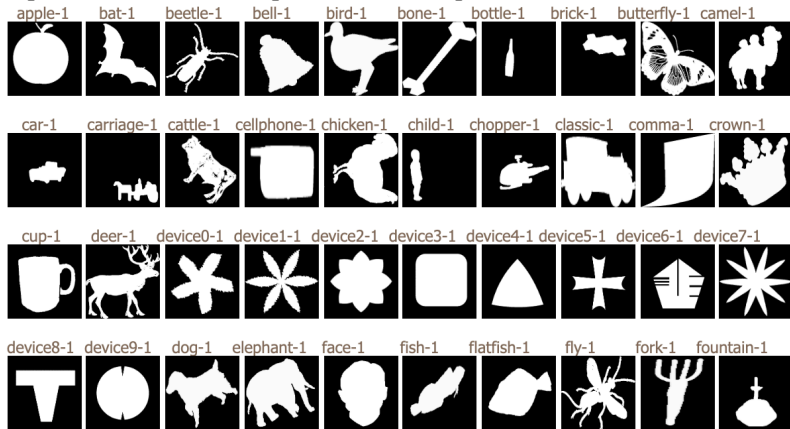 apple-1 bat-1 beetle-1 bell-1 bird-1 bone-1 bottle-1 brick-1 butterfly-1 camel-1
car-1 carriage-1 cattle-1 cellphone-1 chicken-1 child-1 chopper-1 classic-1 comma-1 crown-1
cup-1 deer-1 device0-1 device1-1 device2-1 device3-1 device4-1 device5-1 device6-1 device7-1
device8-1 device9-1 dog-1 elephant-1 face-1 fish-1 flatfish-1 fly-1 fork-1 fountain-1